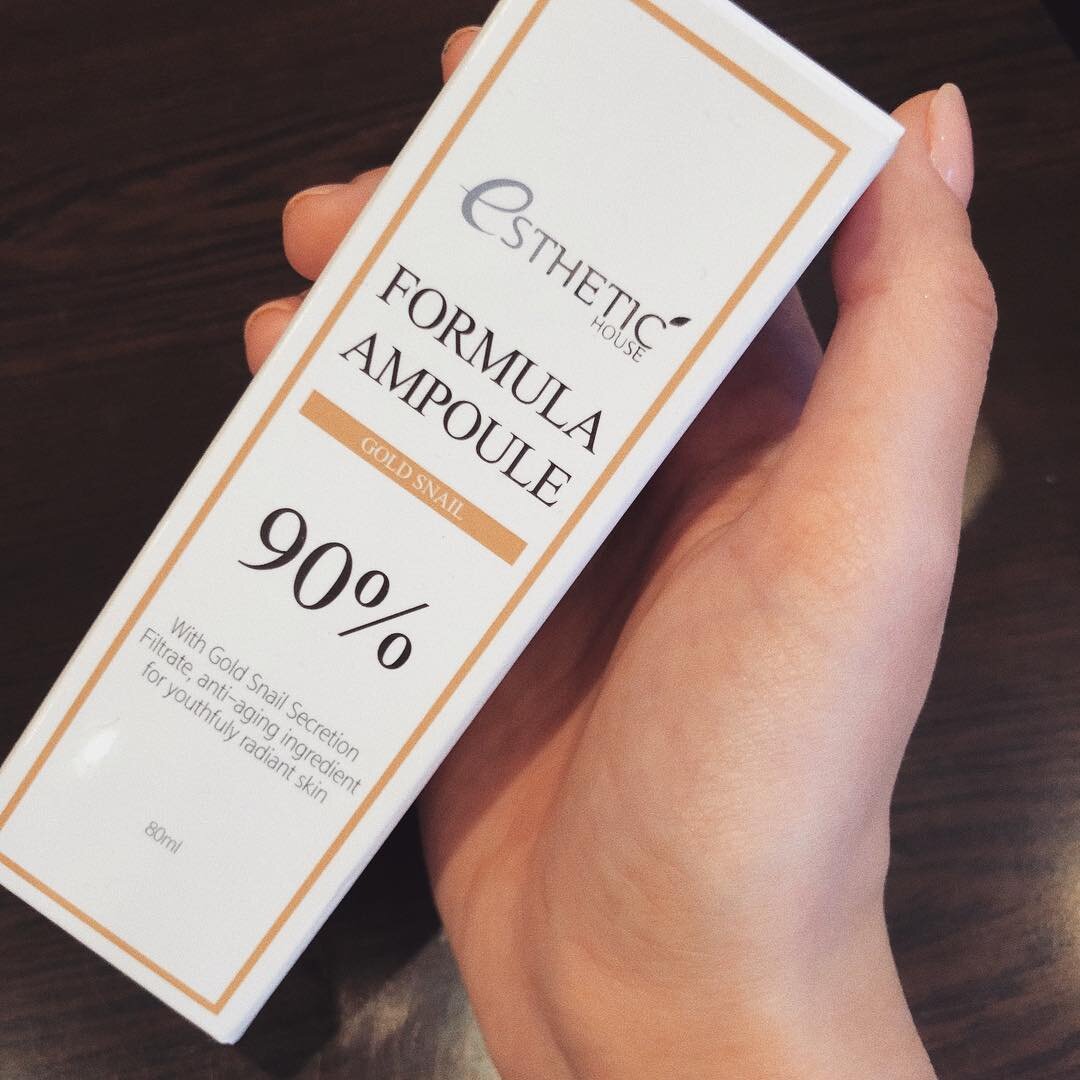 esthetic
HOUSE
FORMULA
AMPOULE
GOLD SNAIL
90%
With Gold Snail Secretion
Filtrate, anti-aging ingredient
for youthfuly radiant skin
80ml